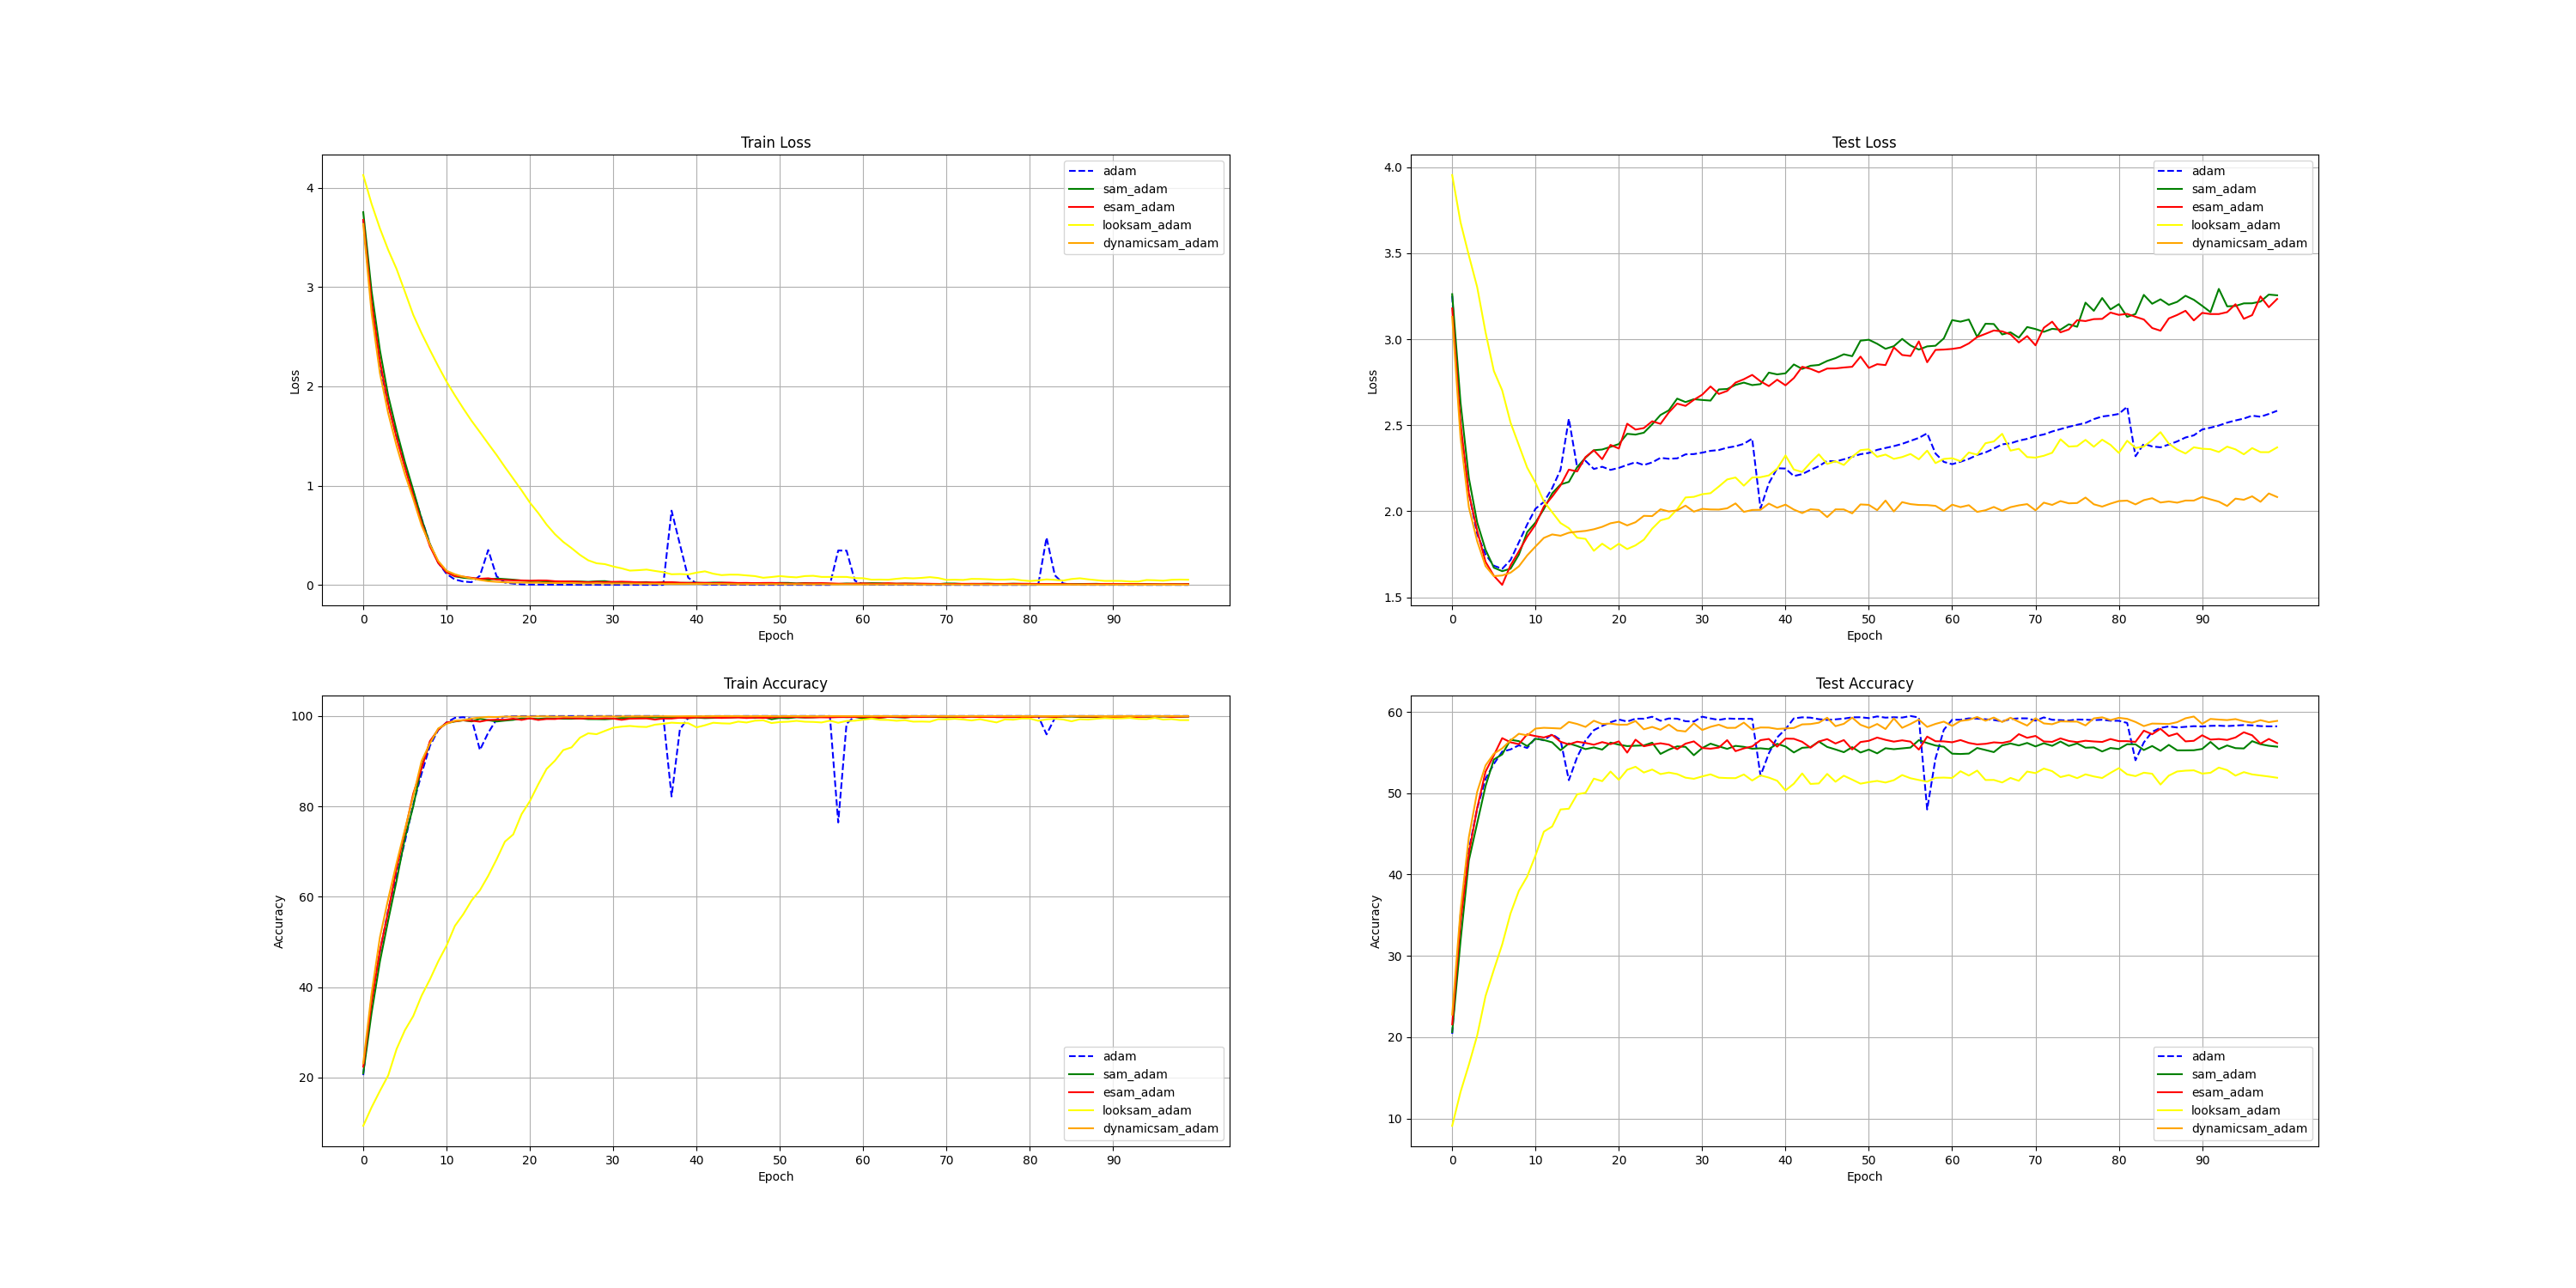 Train Loss
4
3
2
1
0
Loss
0 10 20 30 40 50 60 70 80 90
Epoch
adam
sam_adam
esam_adam
looksam_adam
dynamicsam_adam
Test Loss
4.0
3.5
3.0
2.5
2.0
1.5
Loss
0 10 20 30 40 50 60 70 80 90
Epoch
adam
sam_adam
esam_adam
looksam_adam
dynamicsam_adam
Train Accuracy
100
80
60
40
20
Accuracy
0 10 20 30 40 50 60 70 80 90
Epoch
adam
sam_adam
esam_adam
looksam_adam
dynamicsam_adam
Test Accuracy
60
50
40
30
20
10
Accuracy
0 10 20 30 40 50 60 70 80 90
Epoch
adam
sam_adam
esam_adam
looksam_adam
dynamicsam_adam